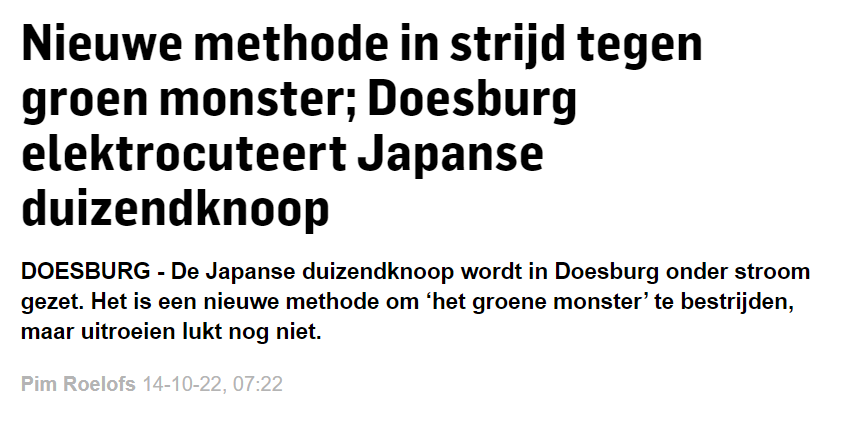 Nieuwe methode in strijd tegen
groen monster; Doesburg
elektrocuteert Japanse
duizendknoop
DOESBURG - De Japanse duizendknoop wordt in Doesburg onder stroom
gezet. Het is een nieuwe methode om ‘het groene monster’ te bestrijden,
maar uitroeien lukt nog niet.
Pim Roelofs 14-10-22, 07:22